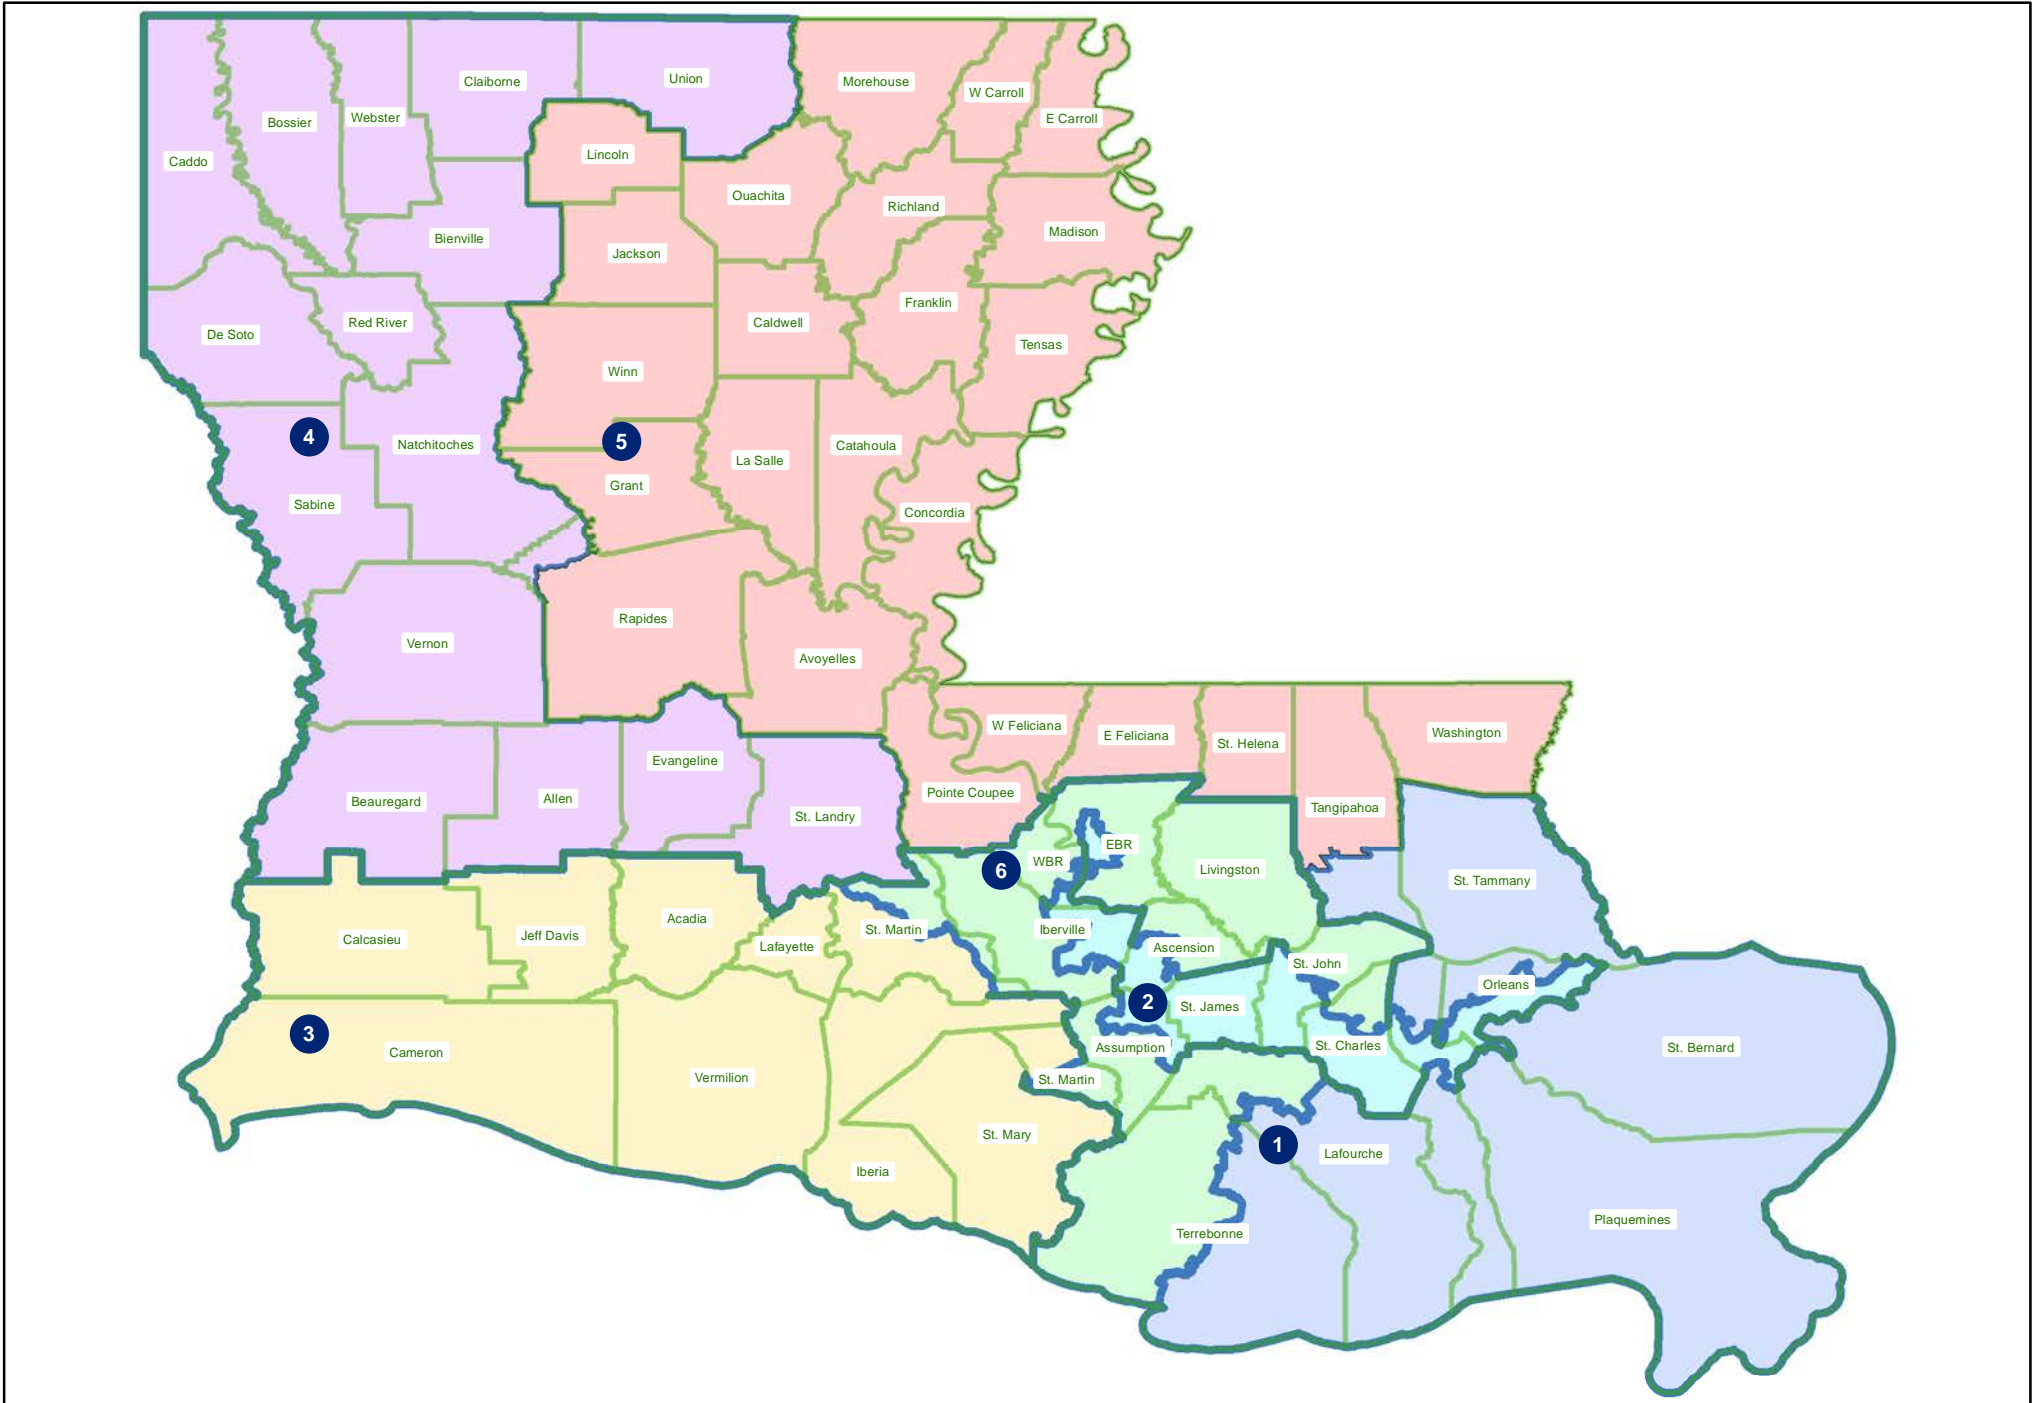 Union
Claiborne
Morehouse
W Carroll
Webster
E Carroll
Bossier
Lincoln
Caddo
Ouachita
Richland
Madison
Bienville
Jackson
Franklin
Red River
Caldwell
De Soto
Tensas
Winn
4
5
Natchitoches
Catahoula
La Salle
Grant
Sabine
Concordia
Rapides
Vernon
Avoyelles
W Feliciana
Washington
E Feliciana
St. Helena
Evangeline
Pointe Coupee
Allen
Beauregard
Tangipahoa
St. Landry
EBR
WBR
6
Livingston
St. Tammany
Acadia
St. Martin
Iberville
Jeff Davis
Calcasieu
Lafayette
Ascension
St. John
Orleans
2
St. James
3
St. Charles
Assumption
St. Bernard
Cameron
Vermilion
St. Martin
St. Mary
1
Lafourche
Iberia
Plaquemines
Terrebonne